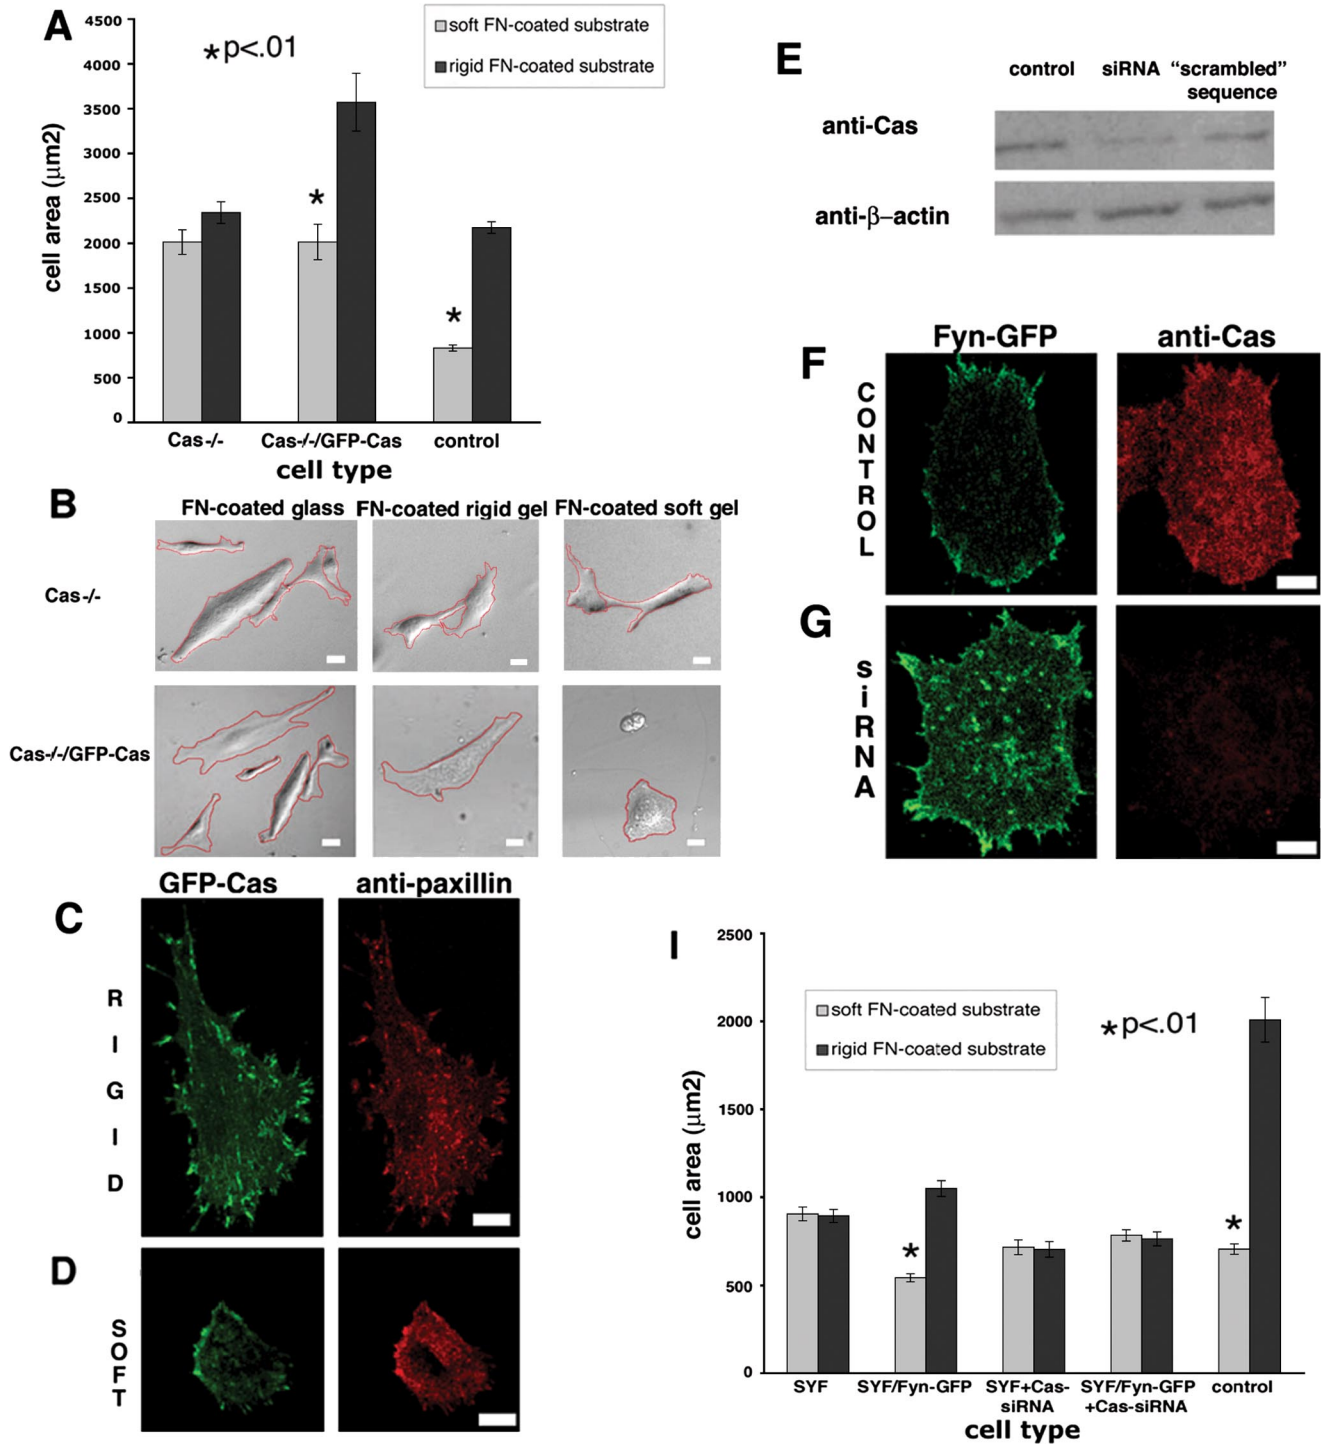 A
4500
4000
3500
3000
2500
2000
1500
1000
500
0
cell area (μm2)
*p<.01
soft FN-coated substrate
rigid FN-coated substrate
*
*
Cas-/-
Cas-/-/GFP-Cas
control
cell type
B
FN-coated glass
FN-coated rigid gel
FN-coated soft gel
Cas-/-
Cas-/-/GFP-Cas
C
GFP-Cas
anti-paxillin
RIGID
D
SOFT
E
control
siRNA
“scrambled”
sequence
anti-Cas
anti-β–actin
F
Fyn-GFP
anti-Cas
CONTROL
G
siRNA
I
2500
2000
1500
1000
500
0
cell area (μm2)
soft FN-coated substrate
rigid FN-coated substrate
*p<.01
*
*
SYF
SYF/Fyn-GFP
SYF+Cas-
siRNA
SYF/Fyn-GFP
+Cas-siRNA
control
cell type